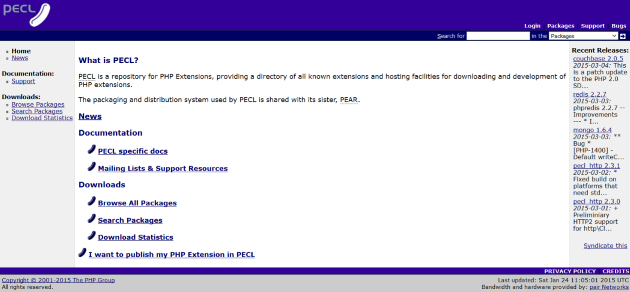 PECL
Login Packages Support Bugs
Search for in the Packages
Home
News
Documentation:
Support
Downloads:
Browse Packages
Search Packages
Download Statistics
What is PECL?
PECL is a repository for PHP Extensions, providing a directory of all known extensions and hosting facilities for downloading and development of
PHP extensions.
The packaging and distribution system used by PECL is shared with its sister, PEAR.
News
Documentation
PECL specific docs
Mailing Lists & Support Resources
Downloads
Browse All Packages
Search Packages
Download Statistics
I want to publish my PHP Extension in PECL
Recent Releases:
couchbase 2.0.5
2015-03-04: This
is a patch update
to the PHP 2.0
SD...
redis 2.2.7
2015-03-03:
phpredis 2.2.7 --
Improvements
--- * I...
mongo 1.6.4
2015-03-03: **
Bug *
[PHP-1400] -
Default writeC...
pecl_http 2.3.1
2015-03-02: *
Fixed build on
platforms that
need std...
pecl_http 2.3.0
2015-03-01: +
Preliminiary
HTTP2 support
for http\Cl...
Syndicate this
PRIVACY POLICY CREDITS
Copyright © 2001-2015 The PHP Group
All rights reserved.
Last updated: Sat Jan 24 11:05:01 2015 UTC
Bandwidth and hardware provided by: pair Networks